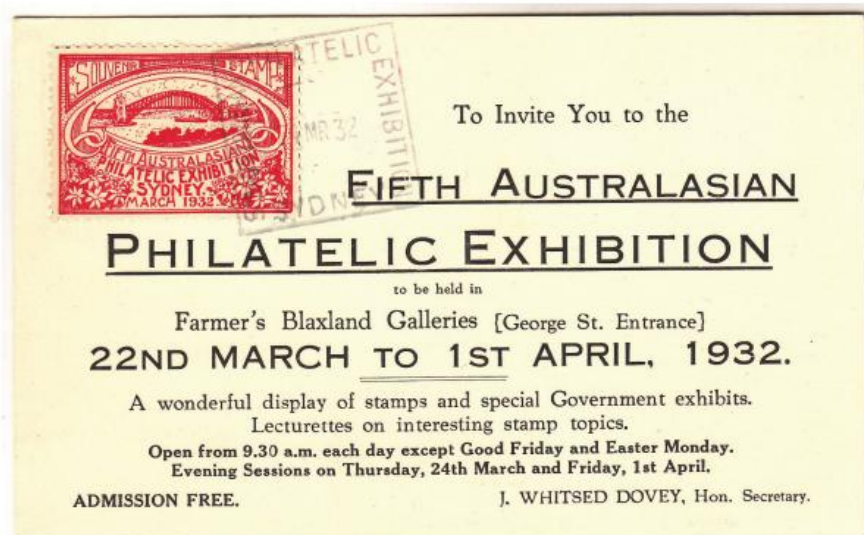 SOUVENIR STAMP
FIFTH AUSTRALASIAN
PHILATELIC EXHIBITION
SYDNEY.
MARCH 1932
PHILATELIC
EXHIBITION
MR 32
SYDNEY
To Invite You to the
FIFTH AUSTRALASIAN
PHILATELIC EXHIBITION
to be held in
Farmer's Blaxland Galleries [George St. Entrance]
22ND MARCH TO 1ST APRIL, 1932.
A wonderful display of stamps and special Government exhibits.
Lecturettes on interesting stamp topics.
Open from 9.30 a.m. each day except Good Friday and Easter Monday.
Evening Sessions on Thursday, 24th March and Friday, 1st April.
ADMISSION FREE.
J. WHITSED DOVEY, Hon. Secretary.